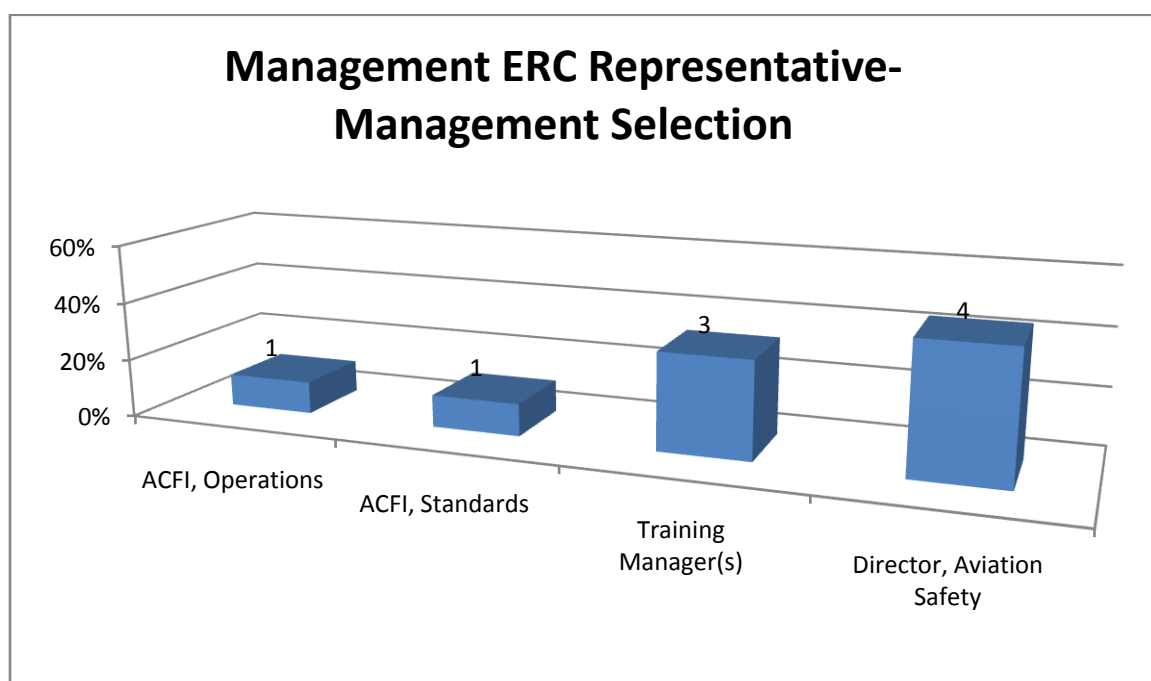 Management ERC Representative-
Management Selection
60%
40%
20%
0%
1
1
3
4
ACFI, Operations
ACFI, Standards
Training
Manager(s)
Director, Aviation
Safety